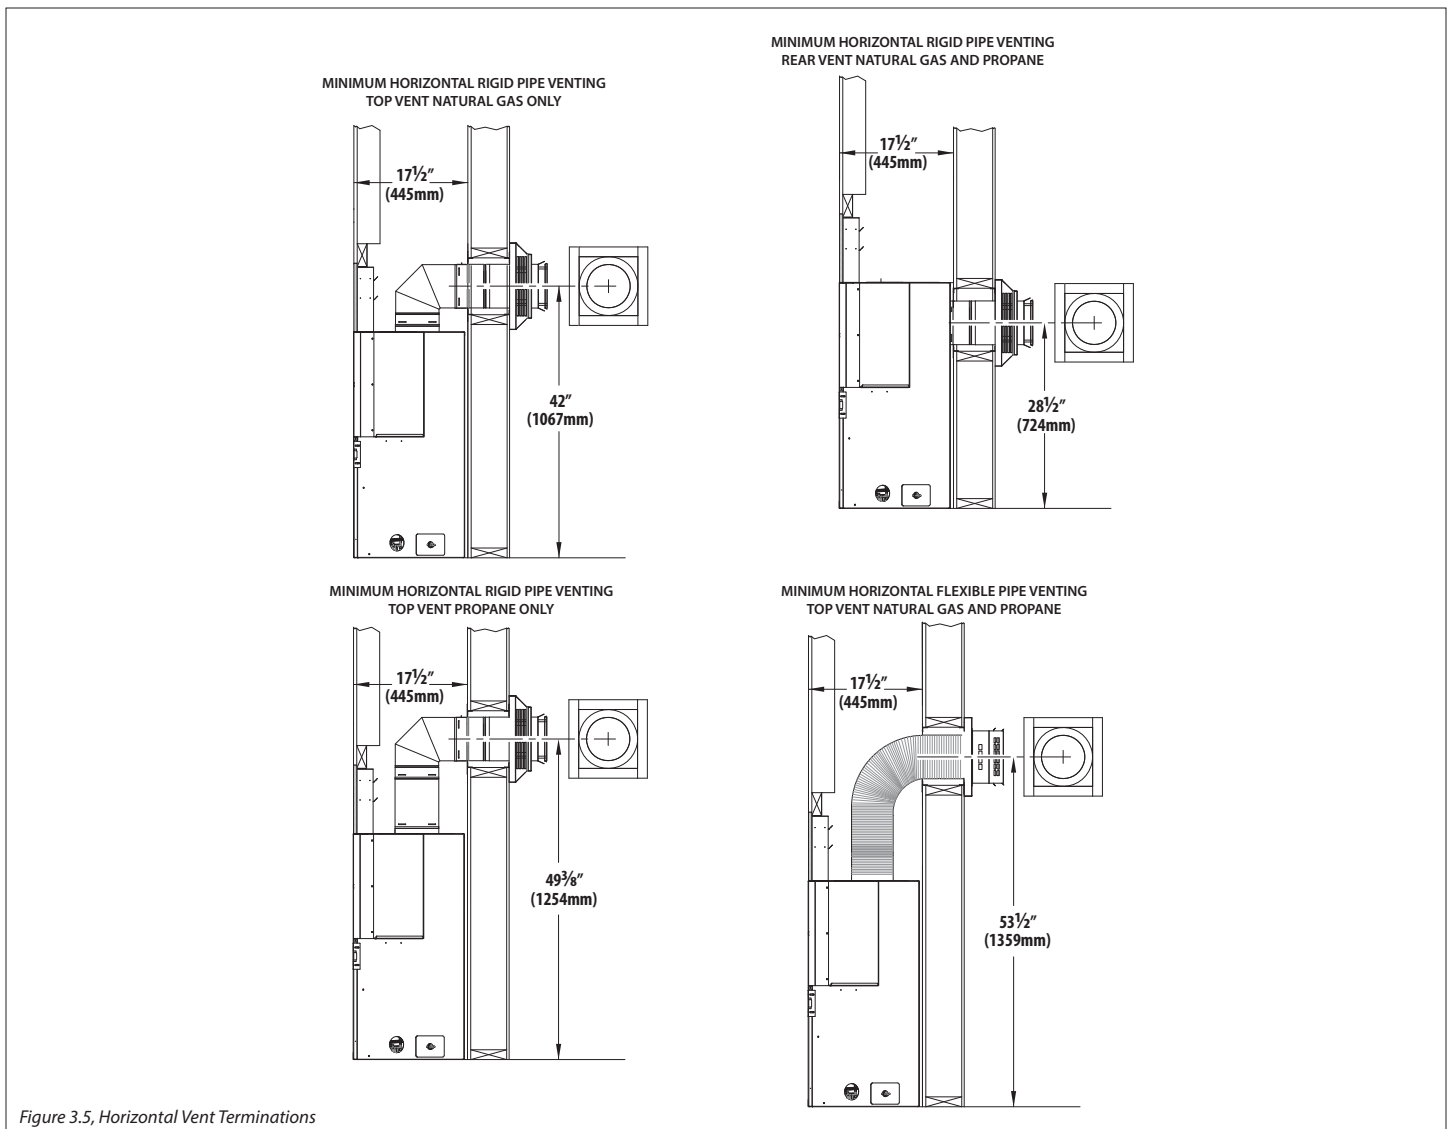 MINIMUM HORIZONTAL RIGID PIPE VENTING
TOP VENT NATURAL GAS ONLY
17½"
(445mm)
42"
(1067mm)
MINIMUM HORIZONTAL RIGID PIPE VENTING
REAR VENT NATURAL GAS AND PROPANE
17½"
(445mm)
28½"
(724mm)
MINIMUM HORIZONTAL RIGID PIPE VENTING
TOP VENT PROPANE ONLY
17½"
(445mm)
49⅜"
(1254mm)
MINIMUM HORIZONTAL FLEXIBLE PIPE VENTING
TOP VENT NATURAL GAS AND PROPANE
17½"
(445mm)
53½"
(1359mm)
Figure 3.5, Horizontal Vent Terminations